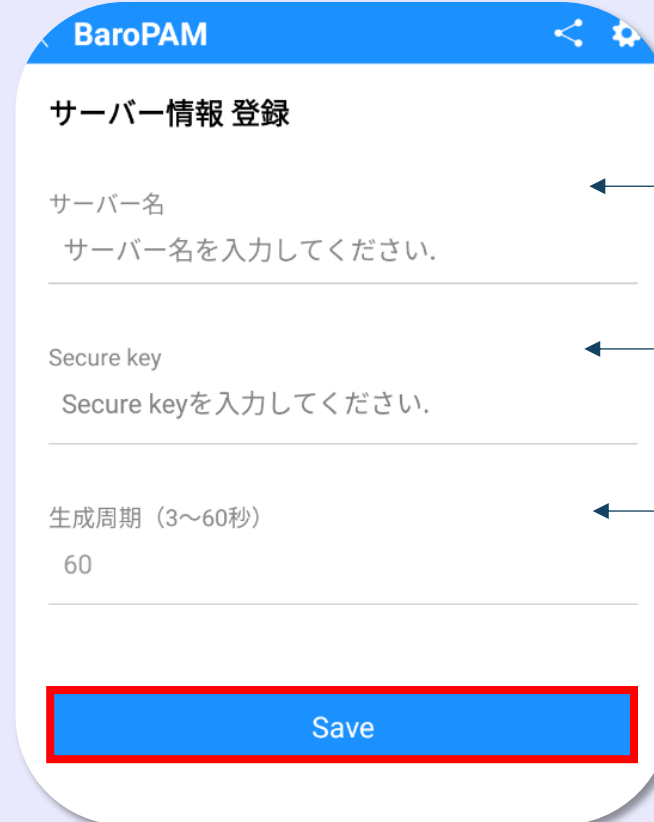 BaroPAM
サーバー情報 登録
サーバー名
サーバー名を入力してください.
Secure key
Secure keyを入力してください.
生成周期（3～60秒）
60
Save